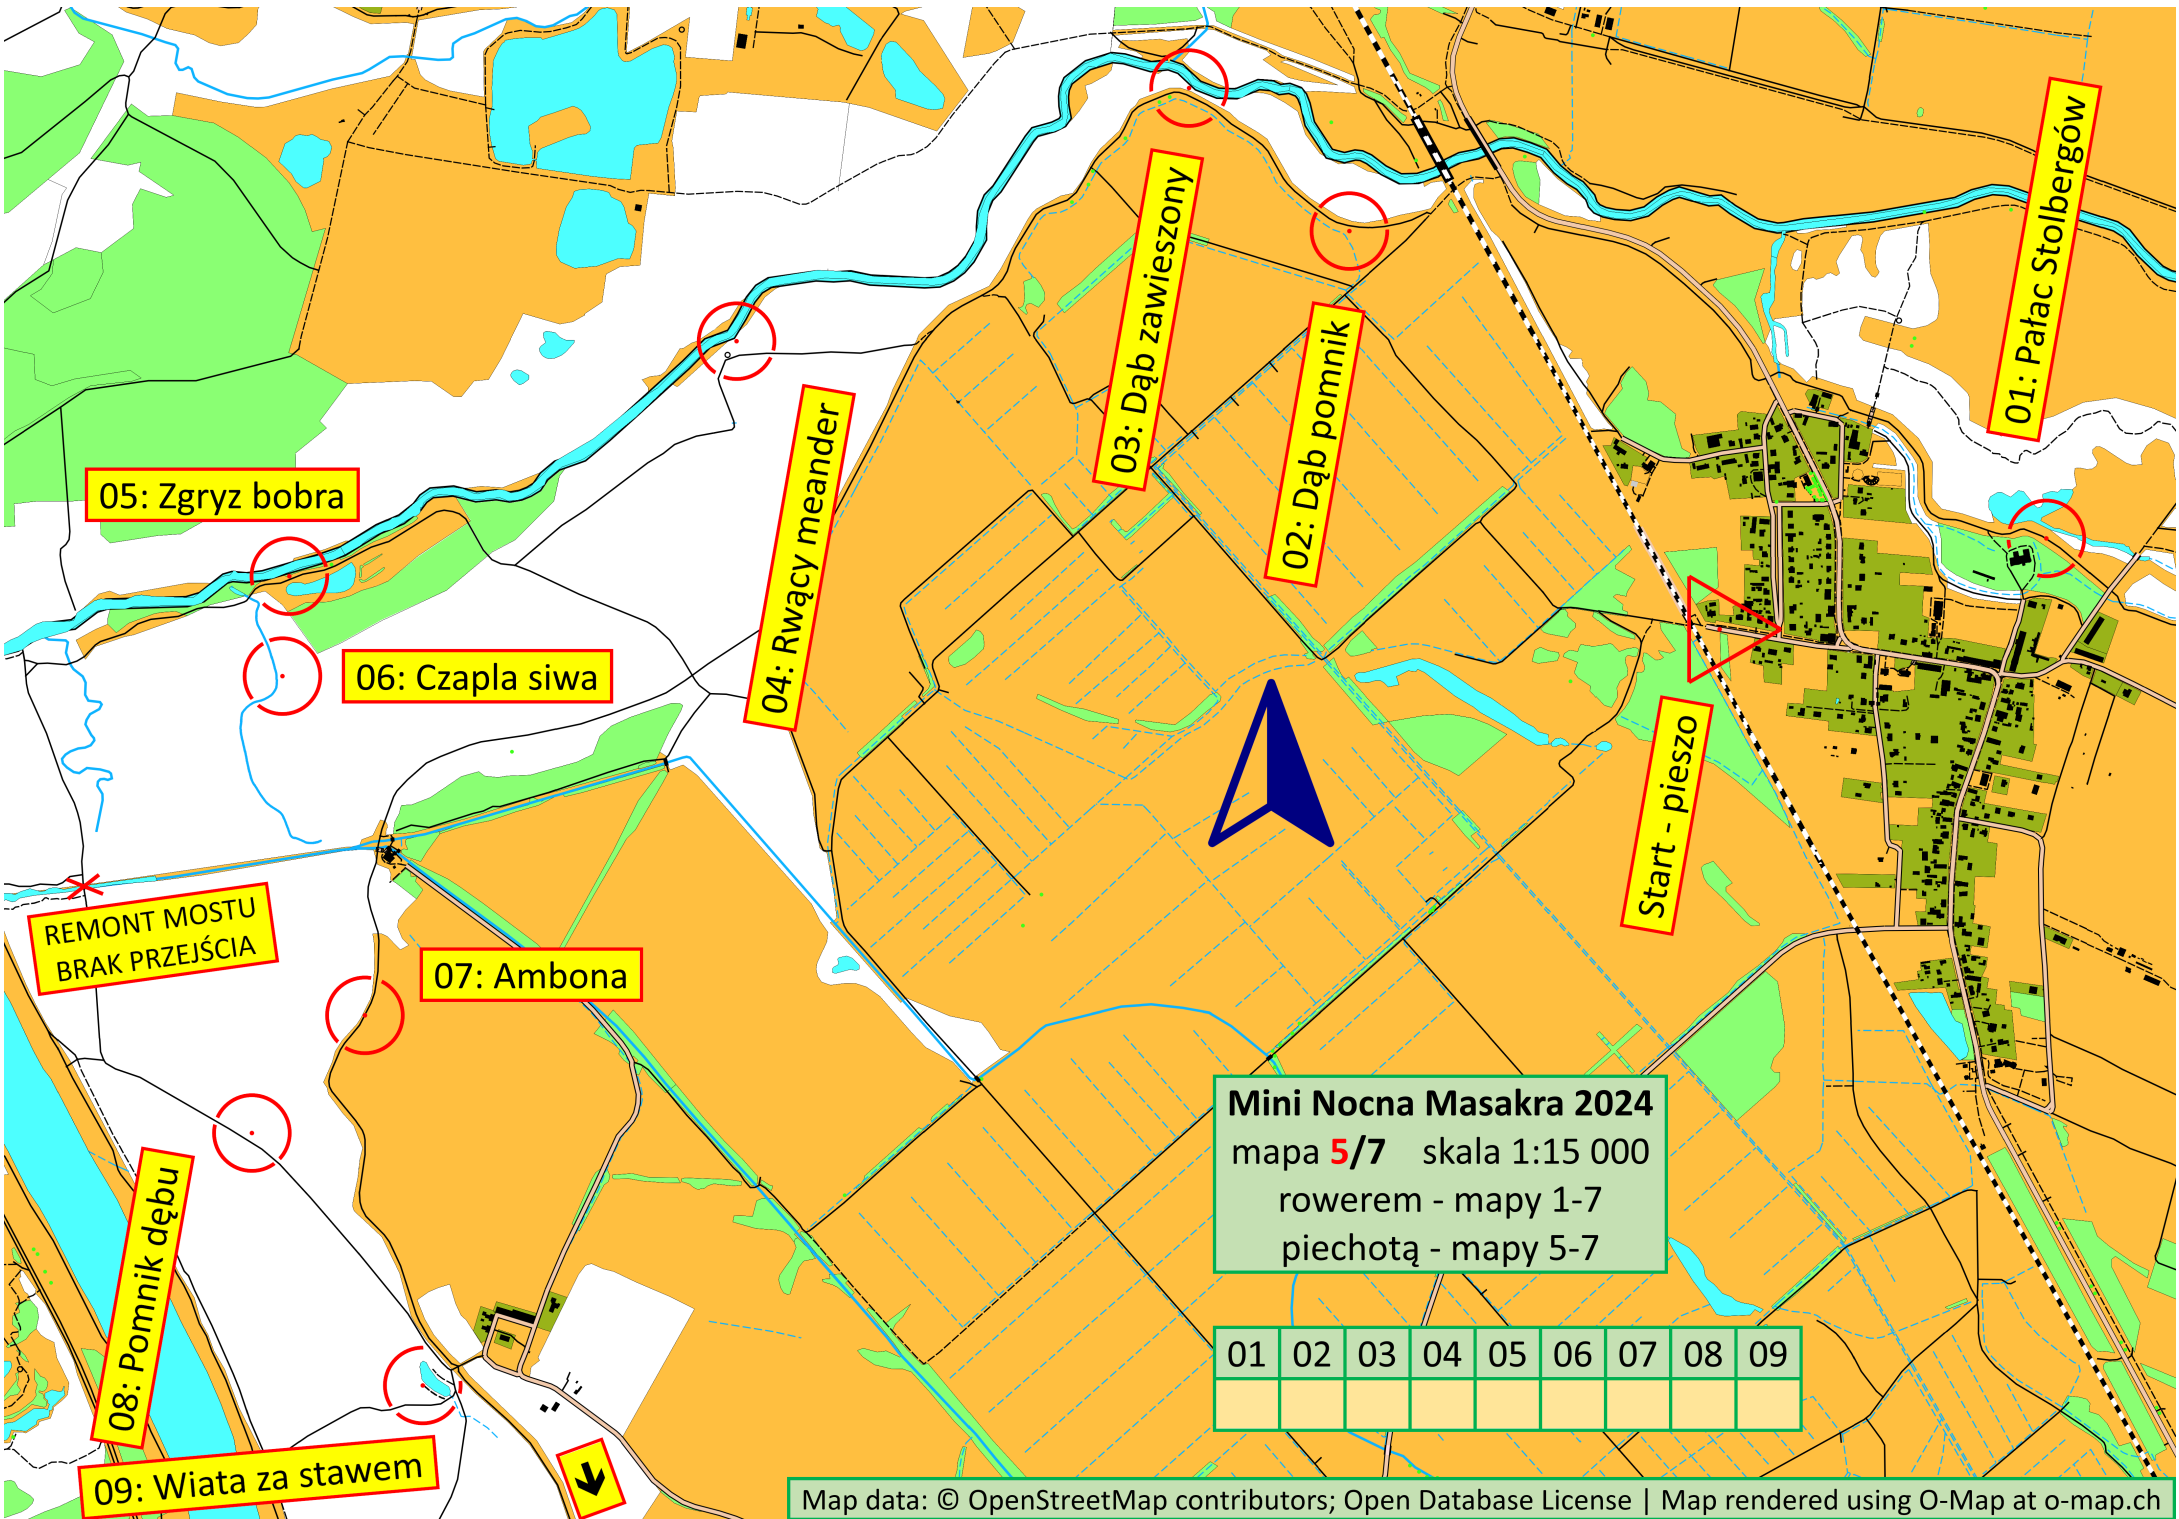 01: Pałac Stolbergów
03: Dąb zawieszony
02: Dąb pomnik
04: Rwący meander
05: Zgryz bobra
06: Czapla siwa
Start - pieszo
REMONT MOSTU
BRAK PRZEJŚCIA
07: Ambona
08: Pomnik dębu
09: Wiata za stawem
Mini Nocna Masakra 2024
mapa 5/7 skala 1:15 000
rowerem - mapy 1-7
piechotą - mapy 5-7
01 02 03 04 05 06 07 08 09
Map data: © OpenStreetMap contributors; Open Database License | Map rendered using O-Map at o-map.ch